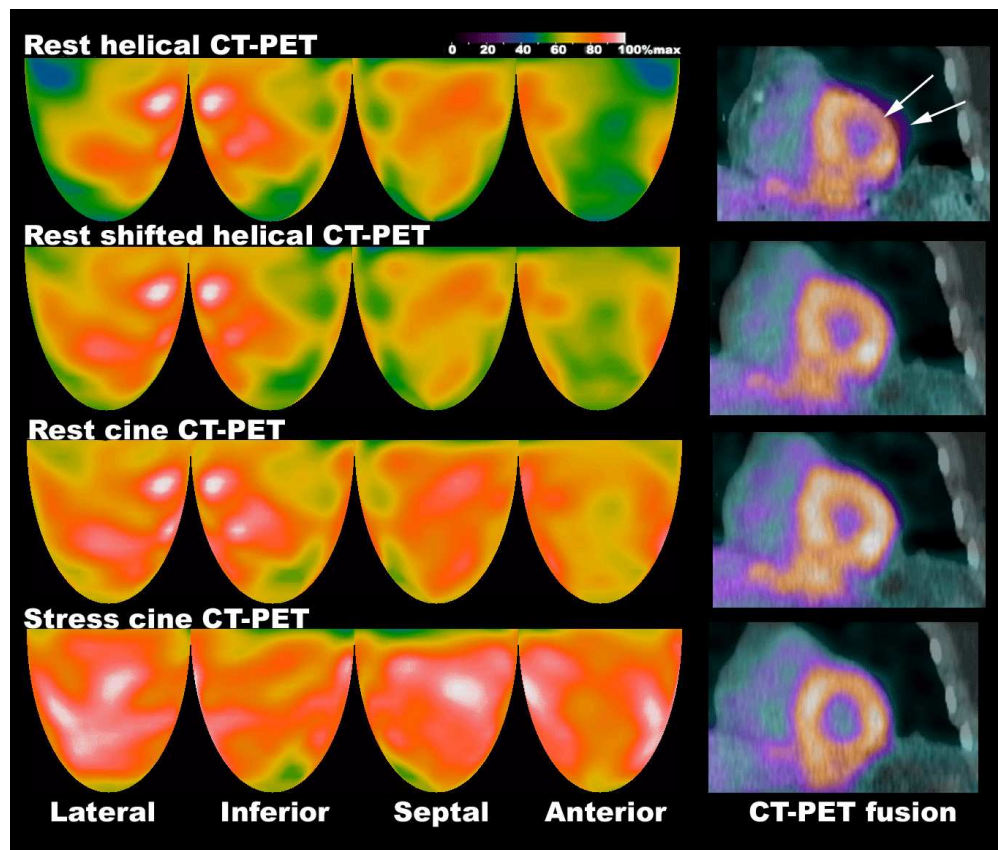 Rest helical CT-PET
0 20 40 60 80 100%max
Rest shifted helical CT-PET
Rest cine CT-PET
Stress cine CT-PET
Lateral Inferior Septal Anterior CT-PET fusion